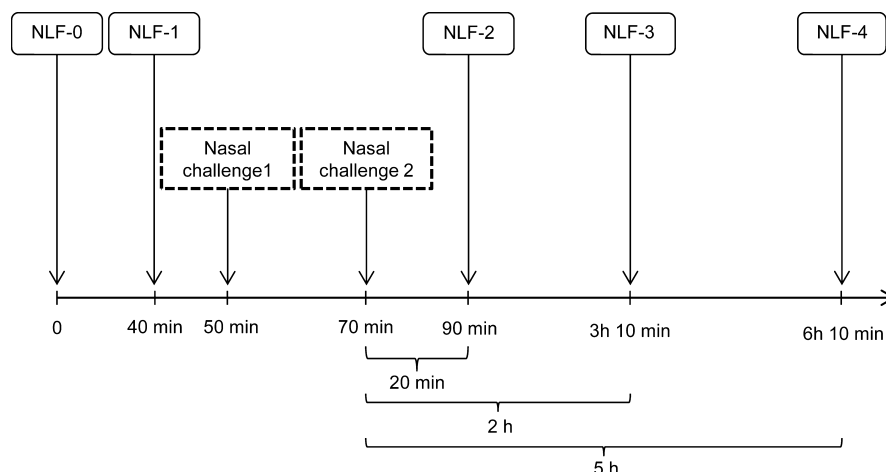 NLF-0
NLF-1
NLF-2
NLF-3
NLF-4
Nasal
challenge1
Nasal
challenge 2
0
40 min
50 min
70 min
90 min
3h 10 min
6h 10 min
20 min
2 h
5 h